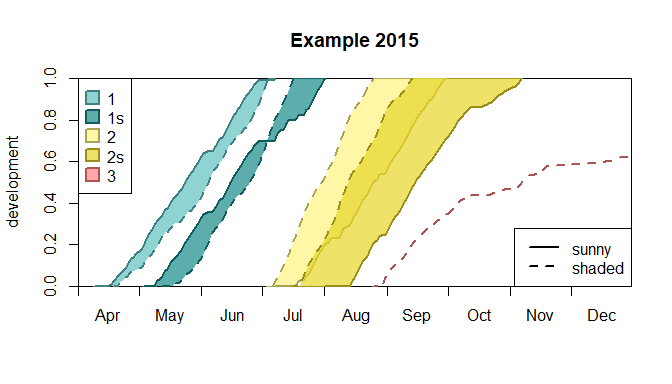 Example 2015
development
1.0
0.8
0.6
0.4
0.2
0.0
1
1s
2
2s
3
sunny
shaded
Apr May Jun Jul Aug Sep Oct Nov Dec